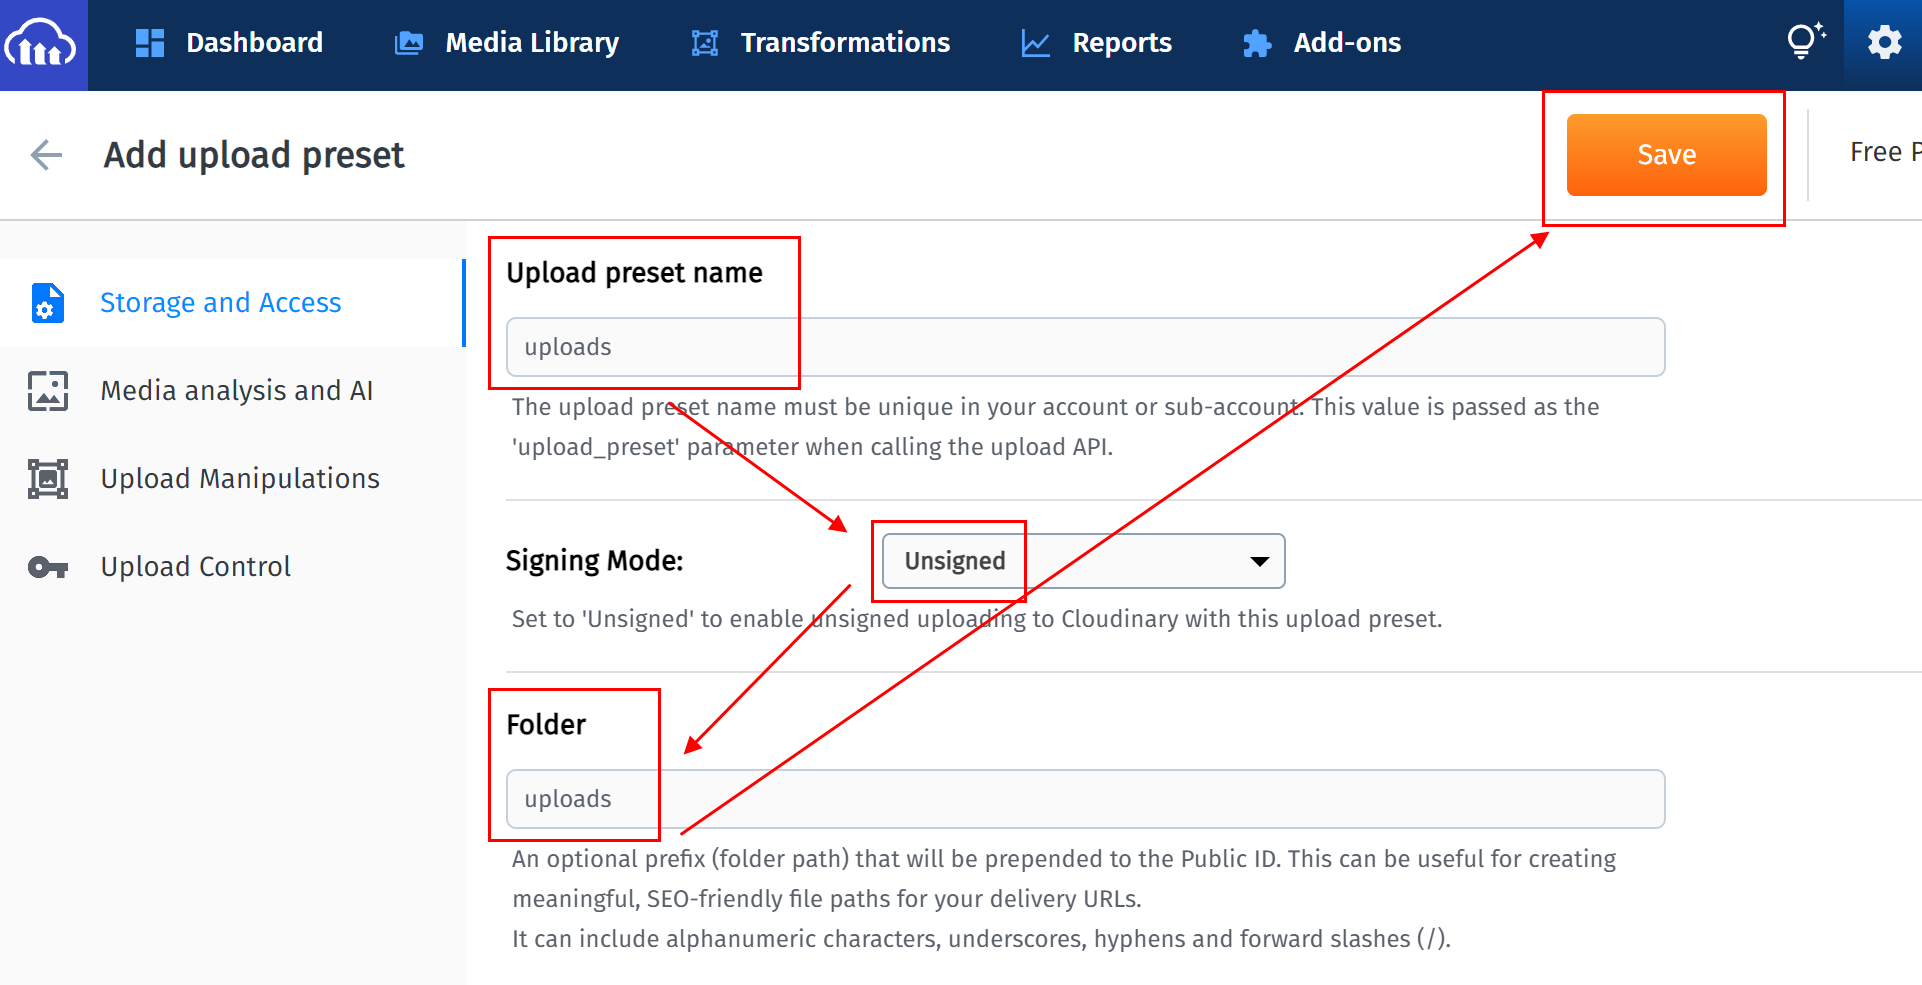 Dashboard
Media Library
Transformations
Reports
Add-ons
Add upload preset
Save
Free P
Storage and Access
Media analysis and AI
Upload Manipulations
Upload Control
Upload preset name
uploads
The upload preset name must be unique in your account or sub-account. This value is passed as the
'upload_preset' parameter when calling the upload API.
Signing Mode:
Unsigned
Set to 'Unsigned' to enable unsigned uploading to Cloudinary with this upload preset.
Folder
uploads
An optional prefix (folder path) that will be prepended to the Public ID. This can be useful for creating
meaningful, SEO-friendly file paths for your delivery URLs.
It can include alphanumeric characters, underscores, hyphens and forward slashes (/).